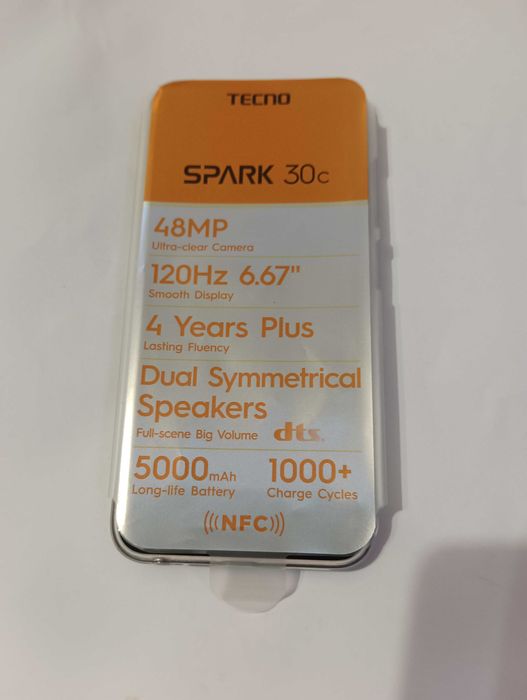 TECNO
SPARK 30c
48MP
Ultra-clear Camera
120Hz 6.67"
Smooth Display
4 Years Plus
Lasting Fluency
Dual Symmetrical
Speakers
Full-scene Big Volume dts
5000mAh 1000+
Long-life Battery Charge Cycles
NFC